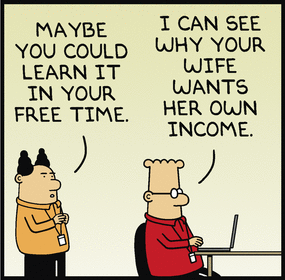 MAYBE
YOU COULD
LEARN IT
IN YOUR
FREE TIME.
I CAN SEE
WHY YOUR
WIFE
WANTS
HER OWN
INCOME.